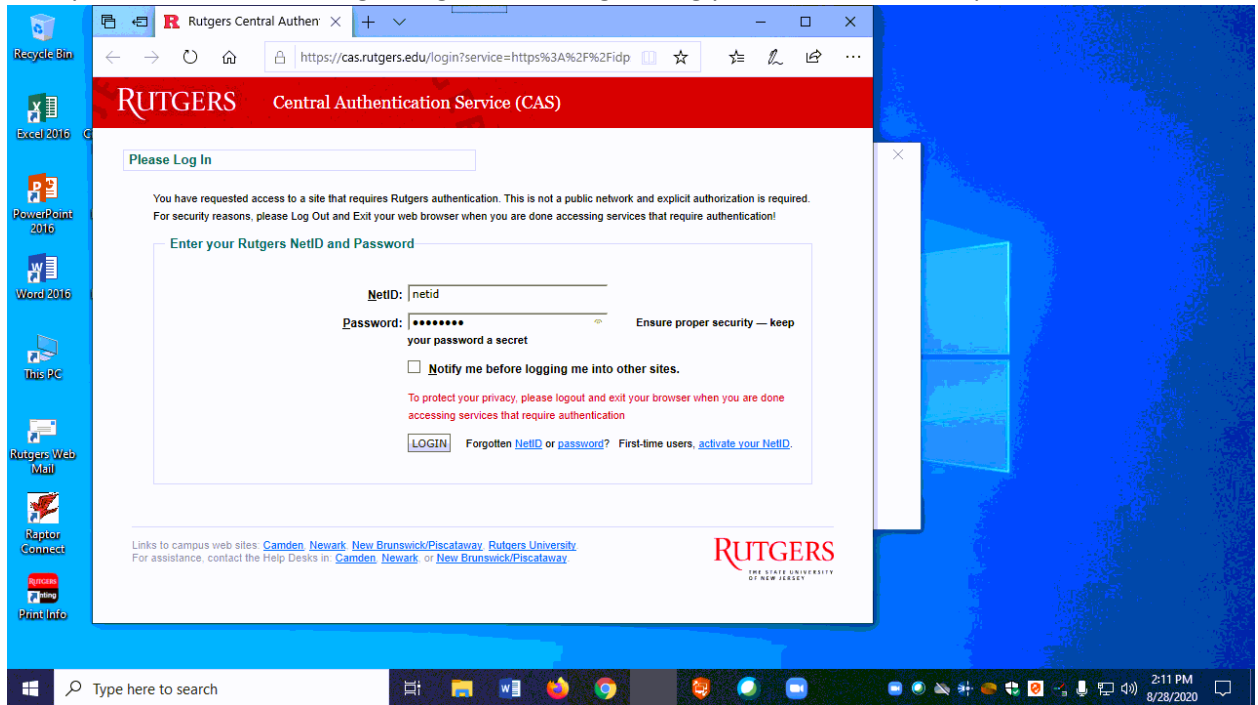 Recycle Bin
Excel 2016
PowerPoint
2016
Word 2016
This PC
Rutgers Web
Mail
Raptor
Connect
RUTGERS
Print Info
Rutgers Central Authen
https://cas.rutgers.edu/login?service=https%3A%2F%2Fidp
RUTGERS Central Authentication Service (CAS)
Please Log In
You have requested access to a site that requires Rutgers authentication. This is not a public network and explicit authorization is required.
For security reasons, please Log Out and Exit your web browser when you are done accessing services that require authentication!
Enter your Rutgers NetID and Password
NetID: netid
Password: •••••••• Ensure proper security — keep
your password a secret
Notify me before logging me into other sites.
To protect your privacy, please logout and exit your browser when you are done
accessing services that require authentication
LOGIN Forgotten NetID or password? First-time users, activate your NetID.
Links to campus web sites: Camden, Newark, New Brunswick/Piscataway, Rutgers University
For assistance, contact the Help Desks in: Camden, Newark, or New Brunswick/Piscataway.
RUTGERS
THE STATE UNIVERSITY
OF NEW JERSEY
Type here to search
2:11 PM
8/28/2020